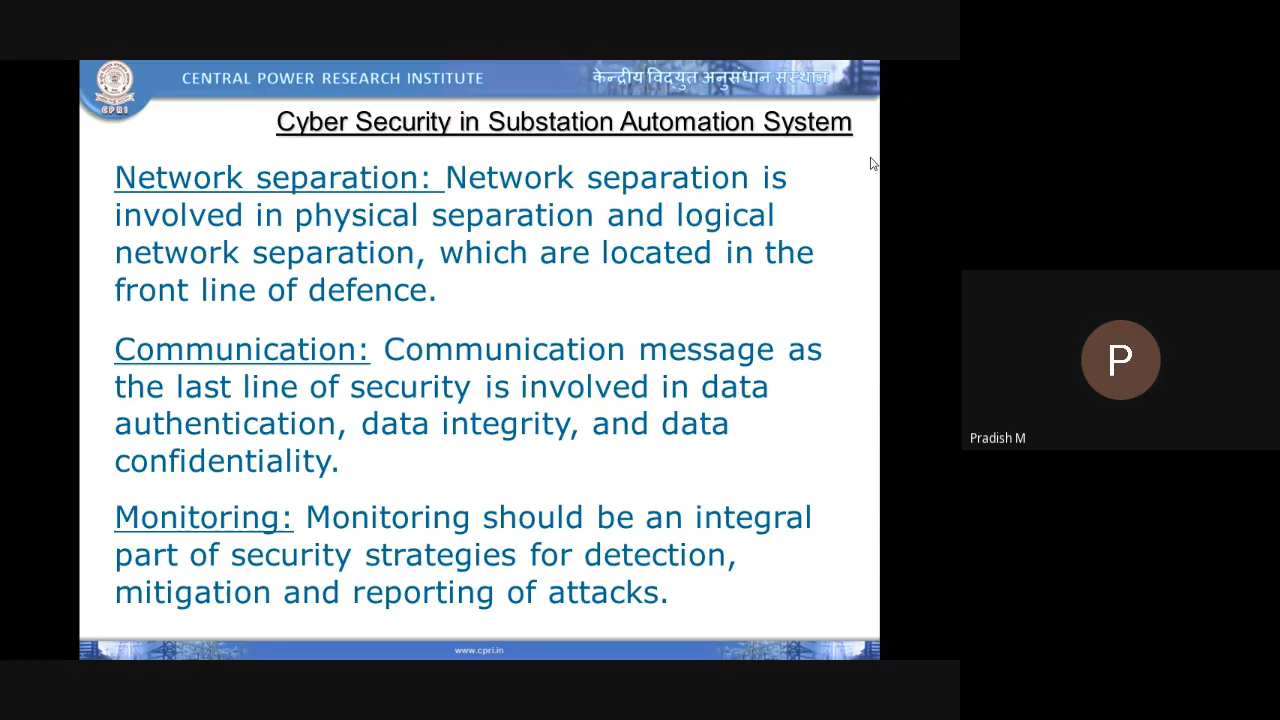 CENTRAL POWER RESEARCH INSTITUTE
केन्द्रीय विद्युत अनुसंधान संस्थान
CPRI
Cyber Security in Substation Automation System
Network separation: Network separation is
involved in physical separation and logical
network separation, which are located in the
front line of defence.
Communication: Communication message as
the last line of security is involved in data
authentication, data integrity, and data
confidentiality.
Monitoring: Monitoring should be an integral
part of security strategies for detection,
mitigation and reporting of attacks.
www.cpri.in
P
Pradish M